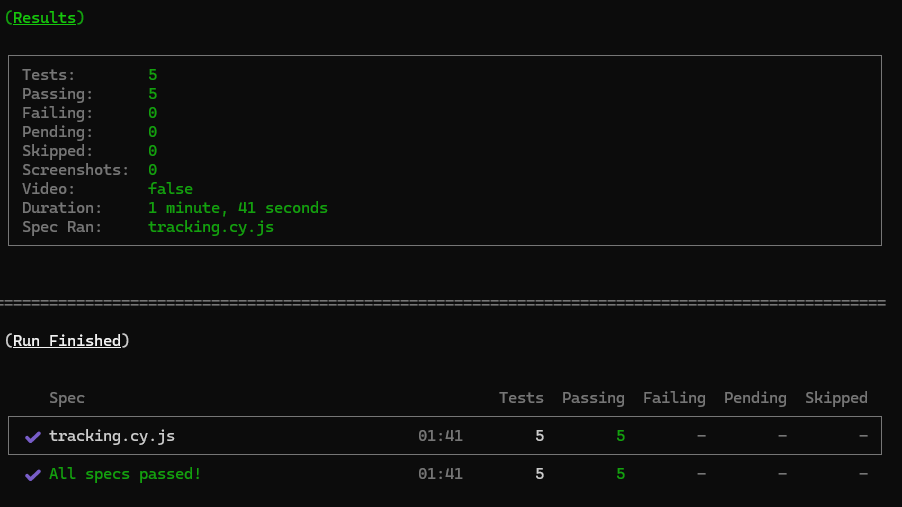 (Results)
Tests: 5
Passing: 5
Failing: 0
Pending: 0
Skipped: 0
Screenshots: 0
Video: false
Duration: 1 minute, 41 seconds
Spec Ran: tracking.cy.js
====================================================================================================
(Run Finished)
Spec Tests Passing Failing Pending Skipped
✔ tracking.cy.js 01:41 5 5 - - -
✔ All specs passed! 01:41 5 5 - - -